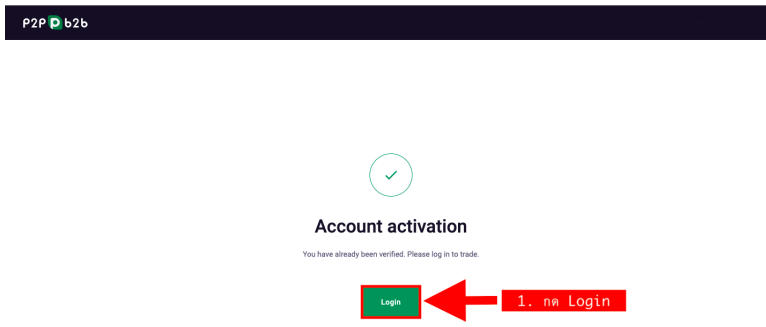 P2P b2b
Account activation
You have already been verified. Please log in to trade.
Login
1. กด Login